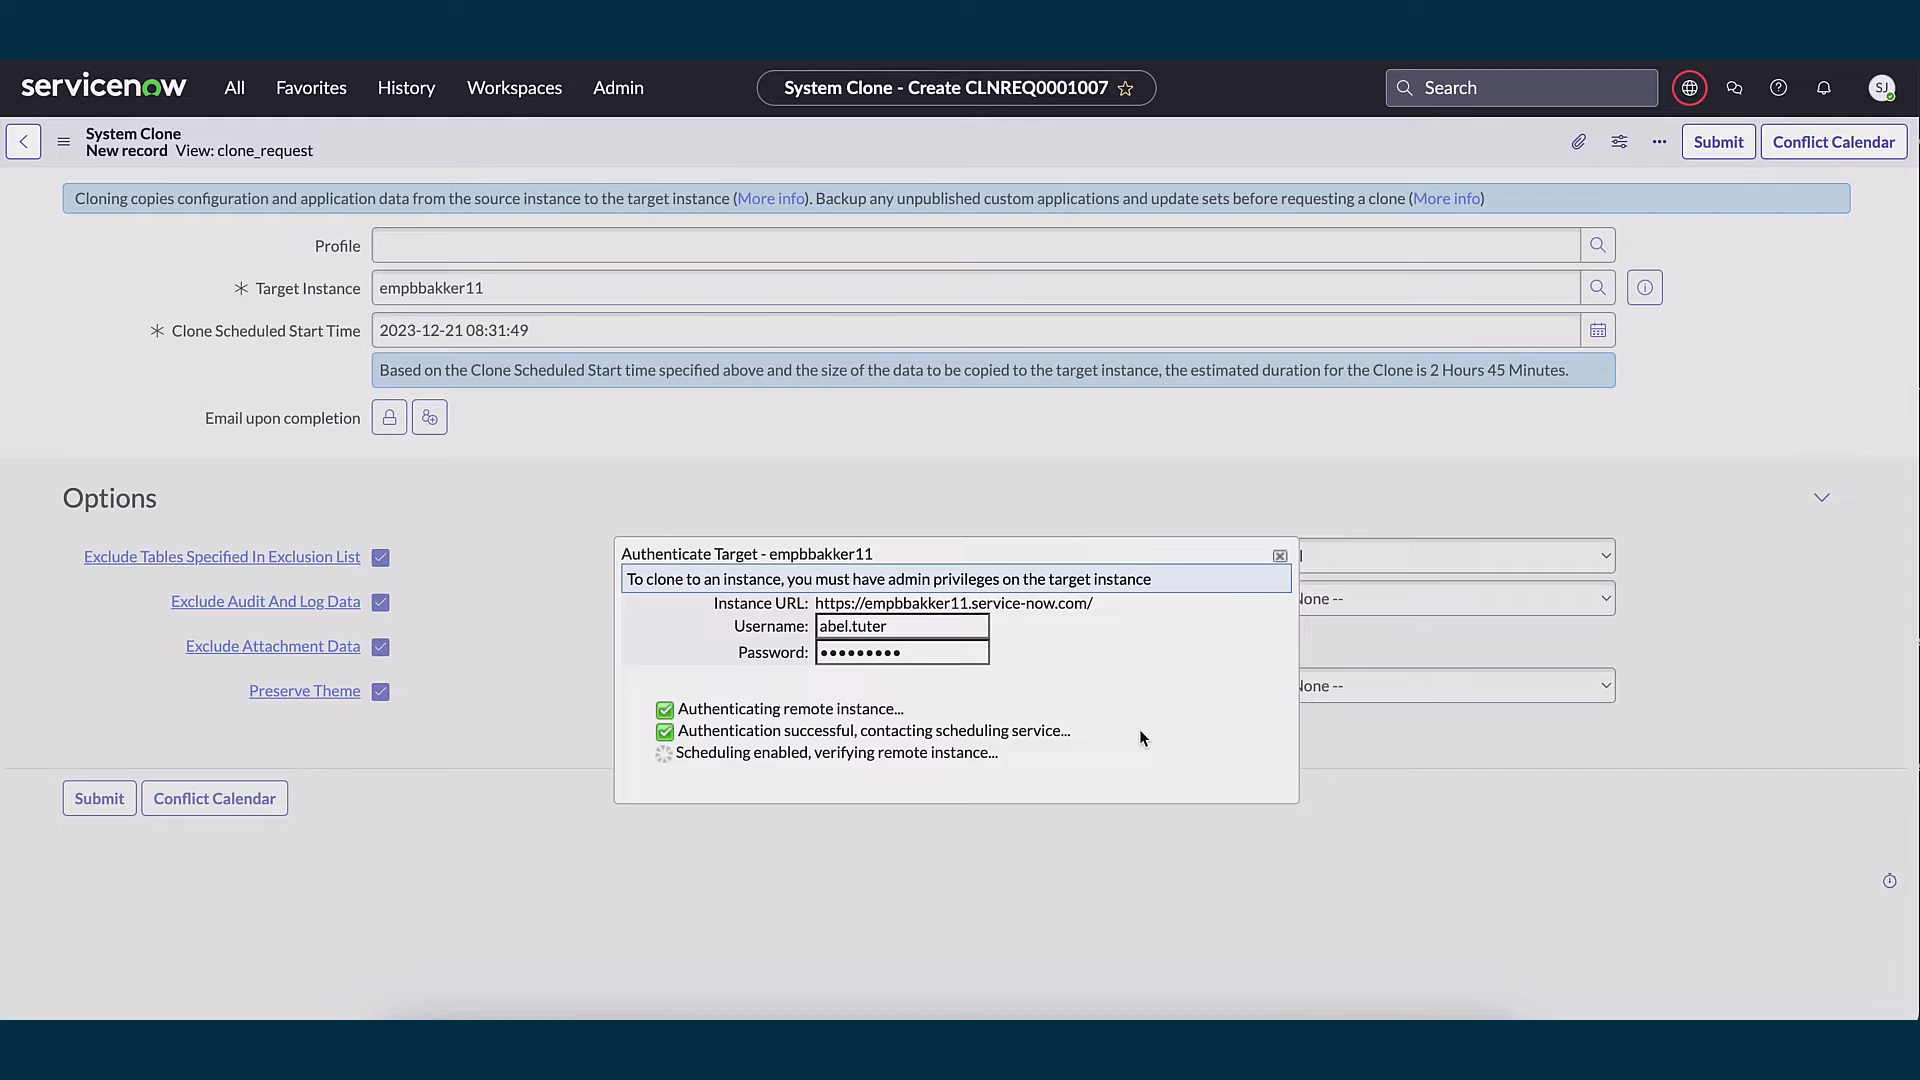 servicenow All Favorites History Workspaces Admin System Clone - Create CLNREQ0001007 Search SJ
System Clone
New record View: clone_request
Submit Conflict Calendar
Cloning copies configuration and application data from the source instance to the target instance (More info). Backup any unpublished custom applications and update sets before requesting a clone (More info)
Profile
Target Instance empbbakker11
Clone Scheduled Start Time 2023-12-21 08:31:49
Based on the Clone Scheduled Start time specified above and the size of the data to be copied to the target instance, the estimated duration for the Clone is 2 Hours 45 Minutes.
Email upon completion
Options
Exclude Tables Specified In Exclusion List
Exclude Audit And Log Data
Exclude Attachment Data
Preserve Theme
Authenticate Target - empbbakker11
To clone to an instance, you must have admin privileges on the target instance
Instance URL: https://empbbakker11.service-now.com/
Username: abel.tuter
Password: •••••••••
Authenticating remote instance...
Authentication successful, contacting scheduling service...
Scheduling enabled, verifying remote instance...
Submit Conflict Calendar